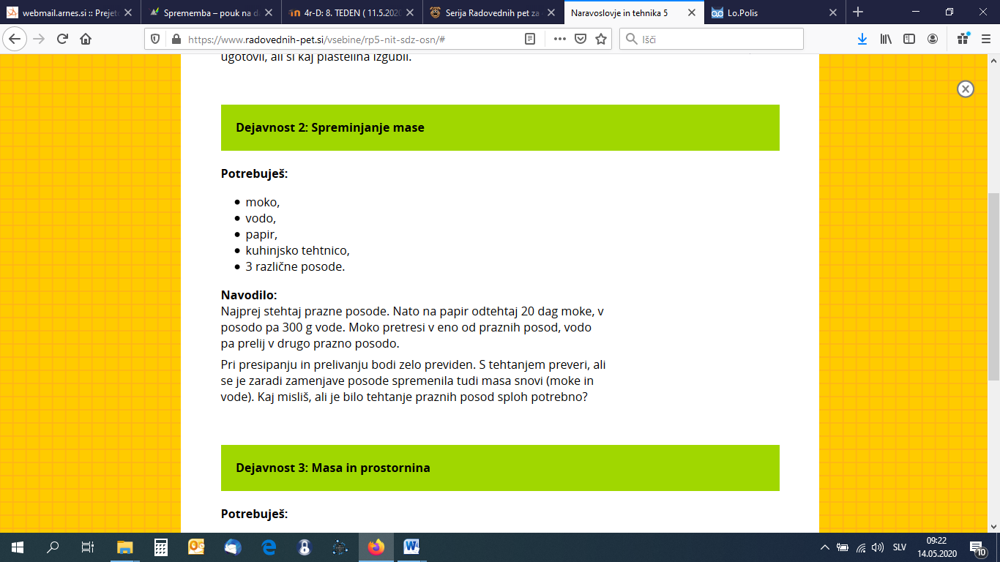 webmail.arnes.si :: Prejeto
Sprememba – pouk na da
4r-D: 8. TEDEN ( 11.5.2020
Serija Radovednih pet za
Naravoslovje in tehnika 5
Lo.Polis
https://www.radovednih-pet.si/vsebine/rp5-nit-sdz-osn/#
Išči
ugotovil, ali si kaj plastelina izgubil.
Dejavnost 2: Spreminjanje mase
Potrebuješ:
moko,
vodo,
papir,
kuhinjsko tehtnico,
3 različne posode.
Navodilo:
Najprej stehtaj prazne posode. Nato na papir odtehtaj 20 dag moke, v
posodo pa 300 g vode. Moko pretresi v eno od praznih posod, vodo
pa prelij v drugo prazno posodo.
Pri presipanju in prelivanju bodi zelo previden. S tehtanjem preveri, ali
se je zaradi zamenjave posode spremenila tudi masa snovi (moke in
vode). Kaj misliš, ali je bilo tehtanje praznih posod sploh potrebno?
Dejavnost 3: Masa in prostornina
Potrebuješ:
SLV
09:22
14.05.2020
10